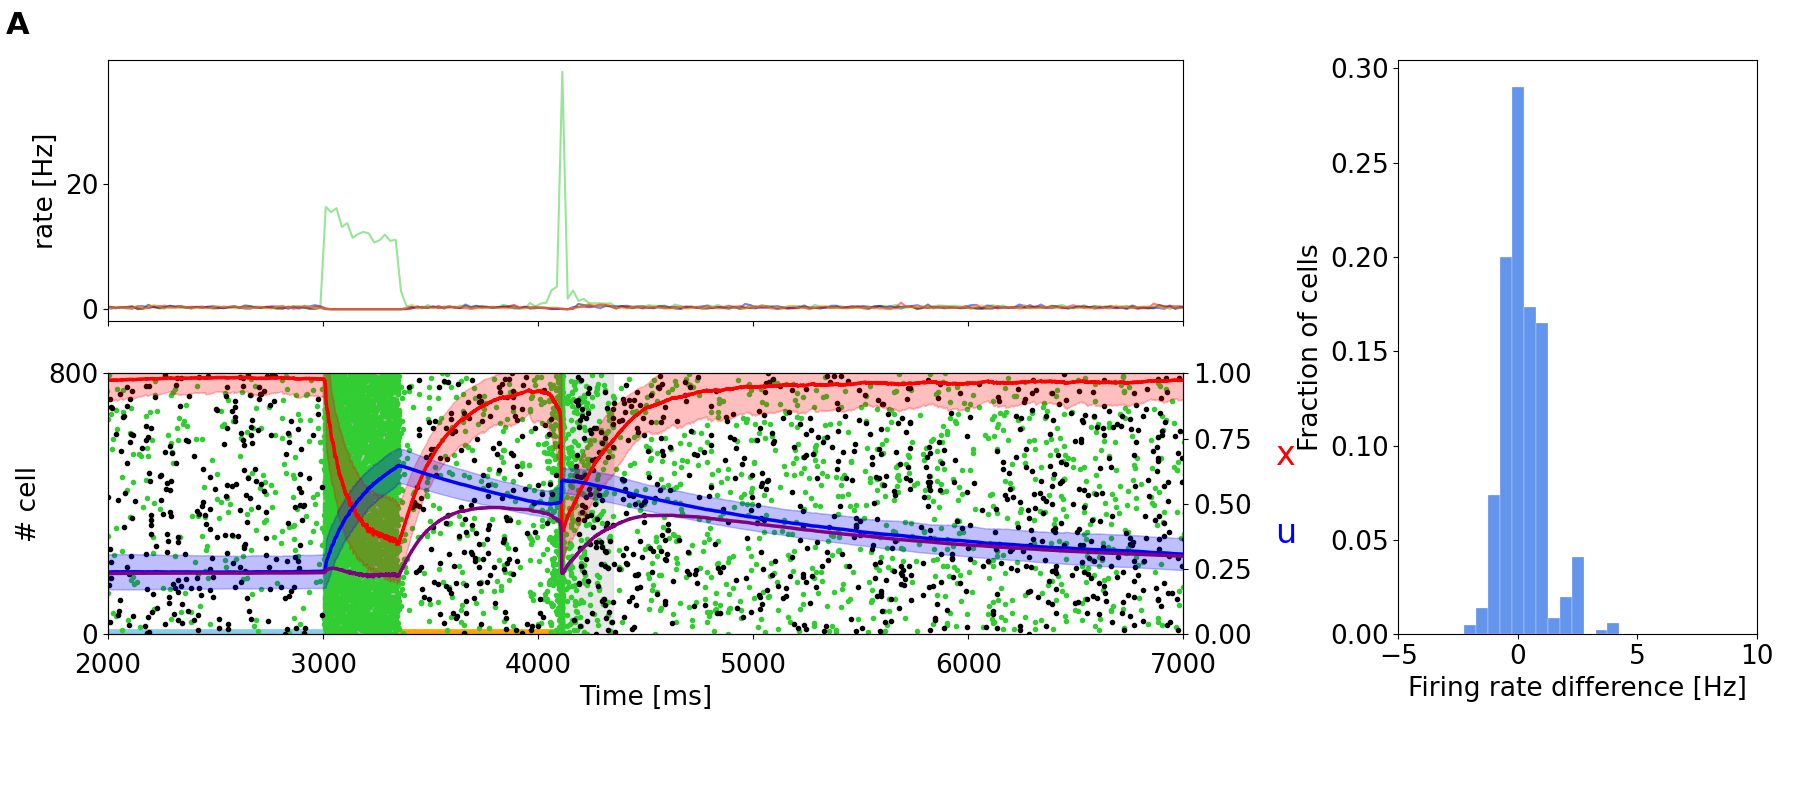 A
rate [Hz]
20
0
# cell
800
0
1.00
0.75
0.50
0.25
0.00
x
u
2000 3000 4000 5000 6000 7000
Time [ms]
Fraction of cells
0.30
0.25
0.20
0.15
0.10
0.05
0.00
−5 0 5 10
Firing rate difference [Hz]